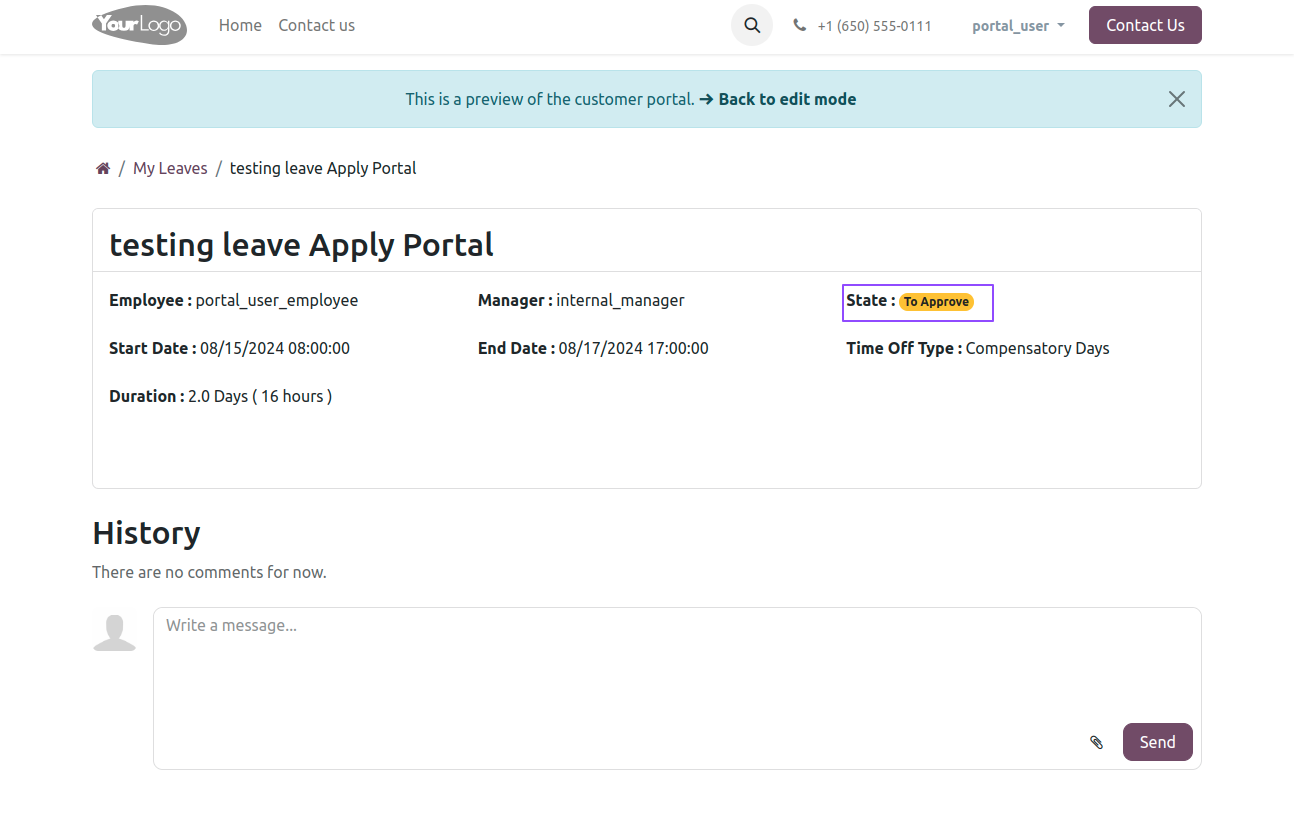 YourLogo Home Contact us +1 (650) 555-0111 portal_user Contact Us
This is a preview of the customer portal. → Back to edit mode
/ My Leaves / testing leave Apply Portal
testing leave Apply Portal
Employee : portal_user_employee Manager : internal_manager State : To Approve
Start Date : 08/15/2024 08:00:00 End Date : 08/17/2024 17:00:00 Time Off Type : Compensatory Days
Duration : 2.0 Days ( 16 hours )
History
There are no comments for now.
Write a message...
Send